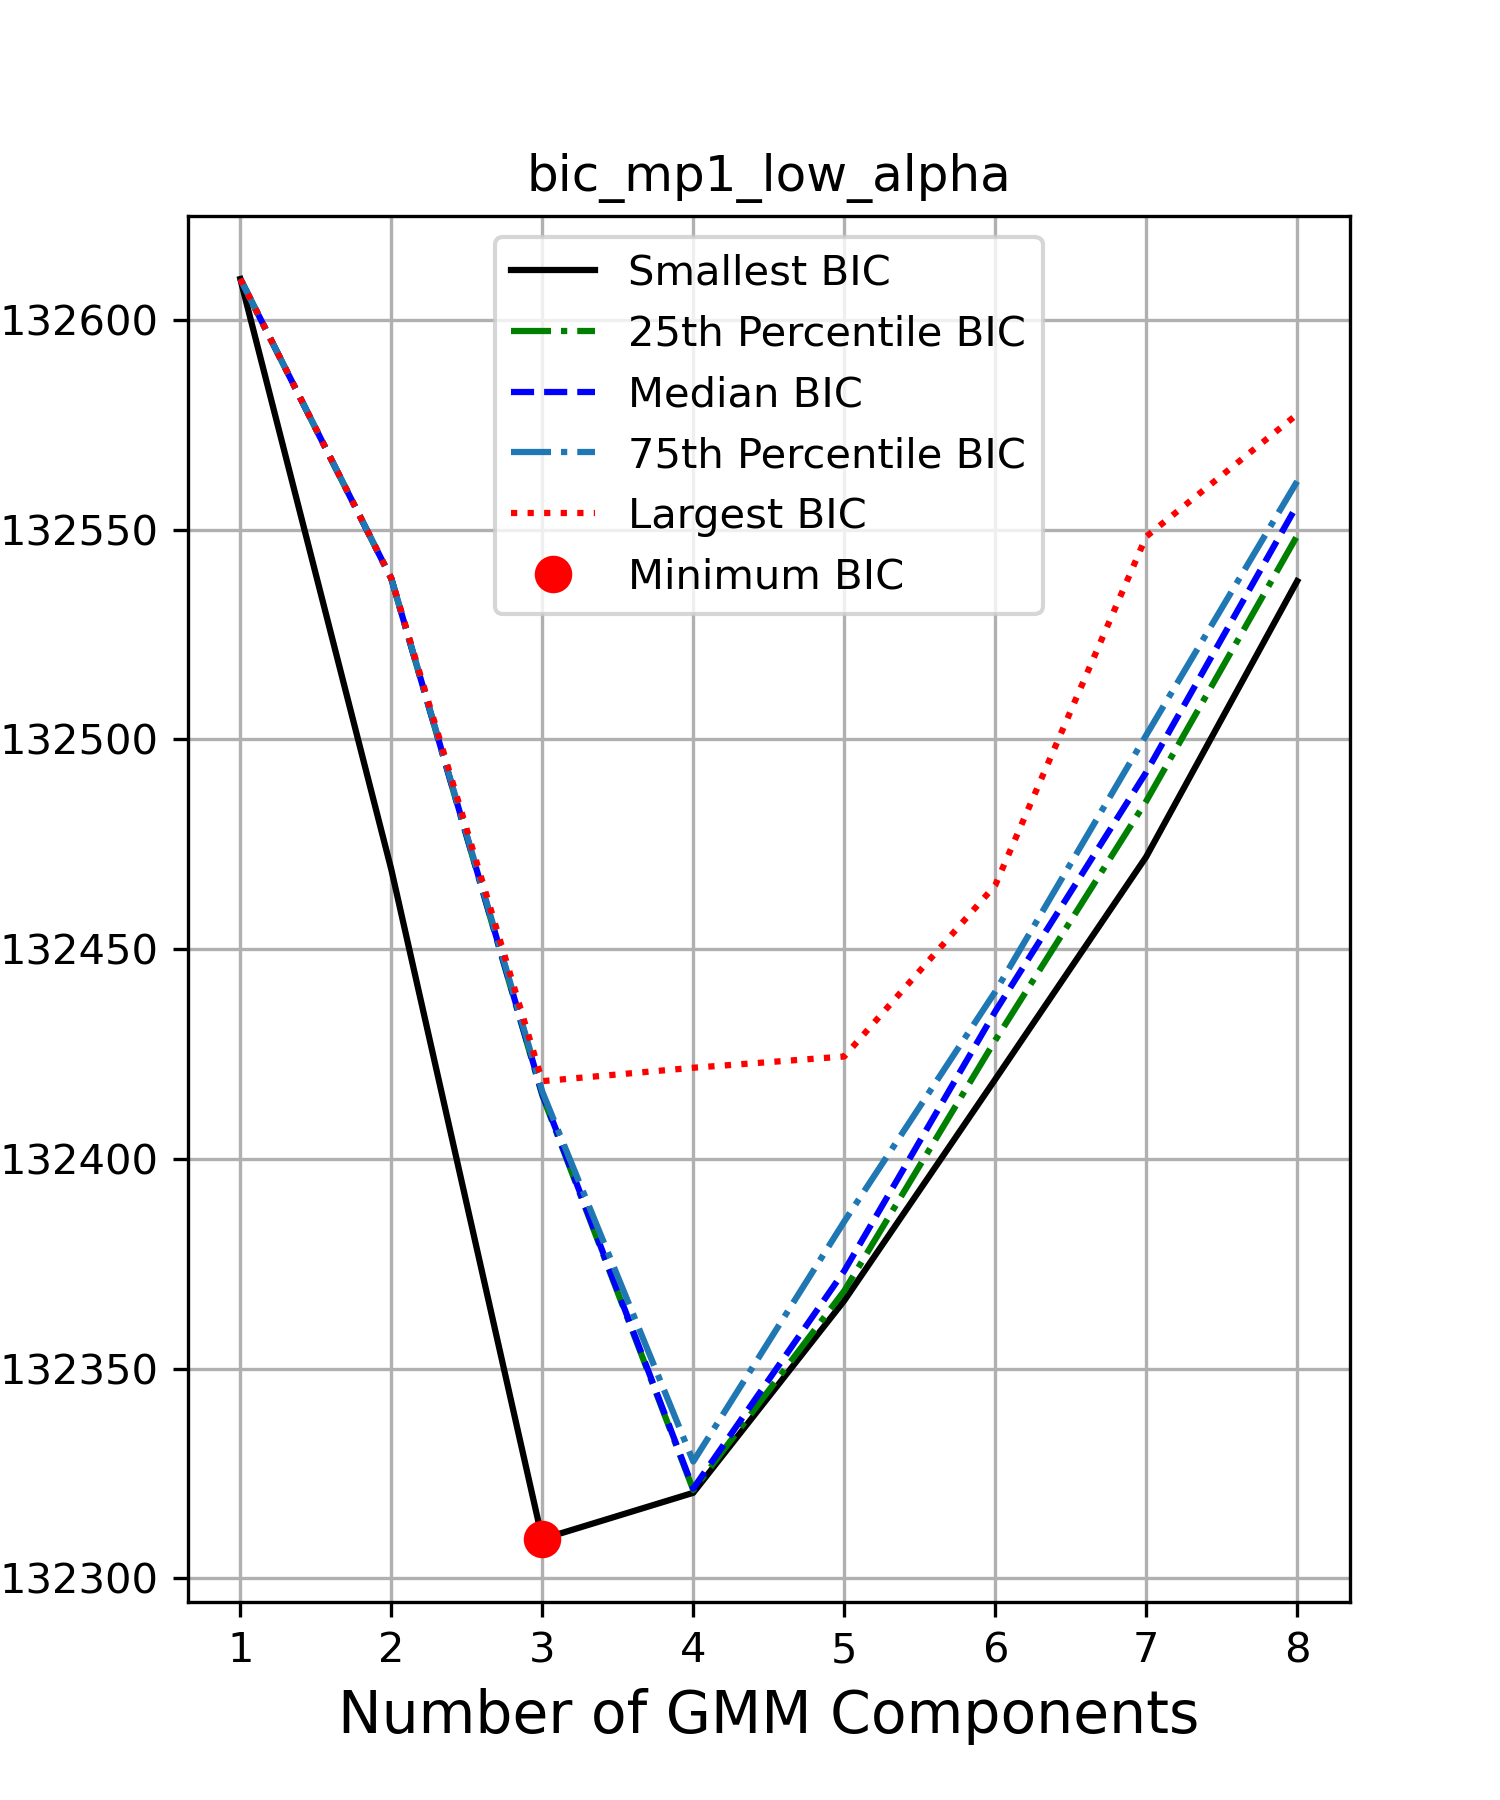 bic_mp1_low_alpha
Smallest BIC
25th Percentile BIC
Median BIC
75th Percentile BIC
Largest BIC
Minimum BIC
132600
132550
132500
132450
132400
132350
132300
1 2 3 4 5 6 7 8
Number of GMM Components